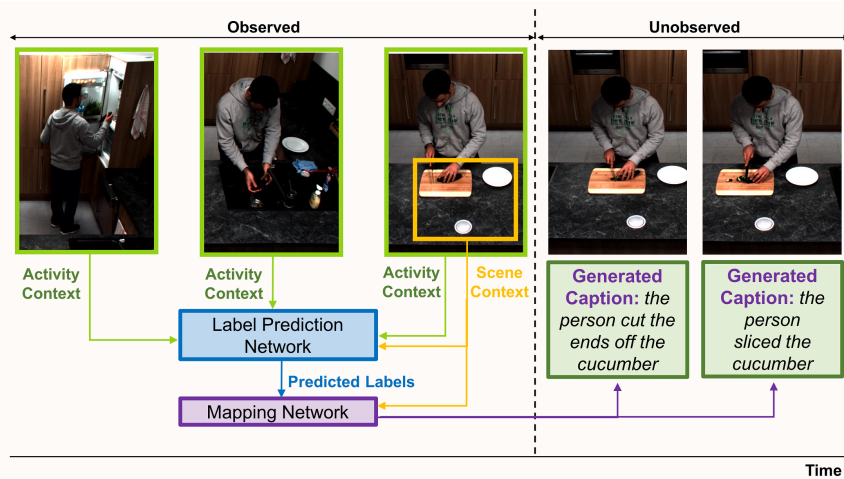 Observed
Unobserved
Activity
Context
Activity
Context
Activity
Context
Scene
Context
Label Prediction
Network
Predicted Labels
Mapping Network
Generated
Caption: the
person cut the
ends off the
cucumber
Generated
Caption: the
person
sliced the
cucumber
Time